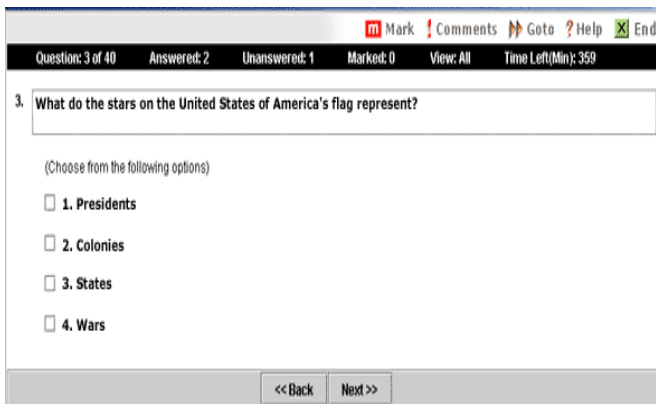 m Mark ! Comments Goto ? Help X End
Question: 3 of 40 Answered: 2 Unanswered: 1 Marked: 0 View: All Time Left(Min): 359
3. What do the stars on the United States of America's flag represent?
(Choose from the following options)
1. Presidents
2. Colonies
3. States
4. Wars
<< Back Next >>